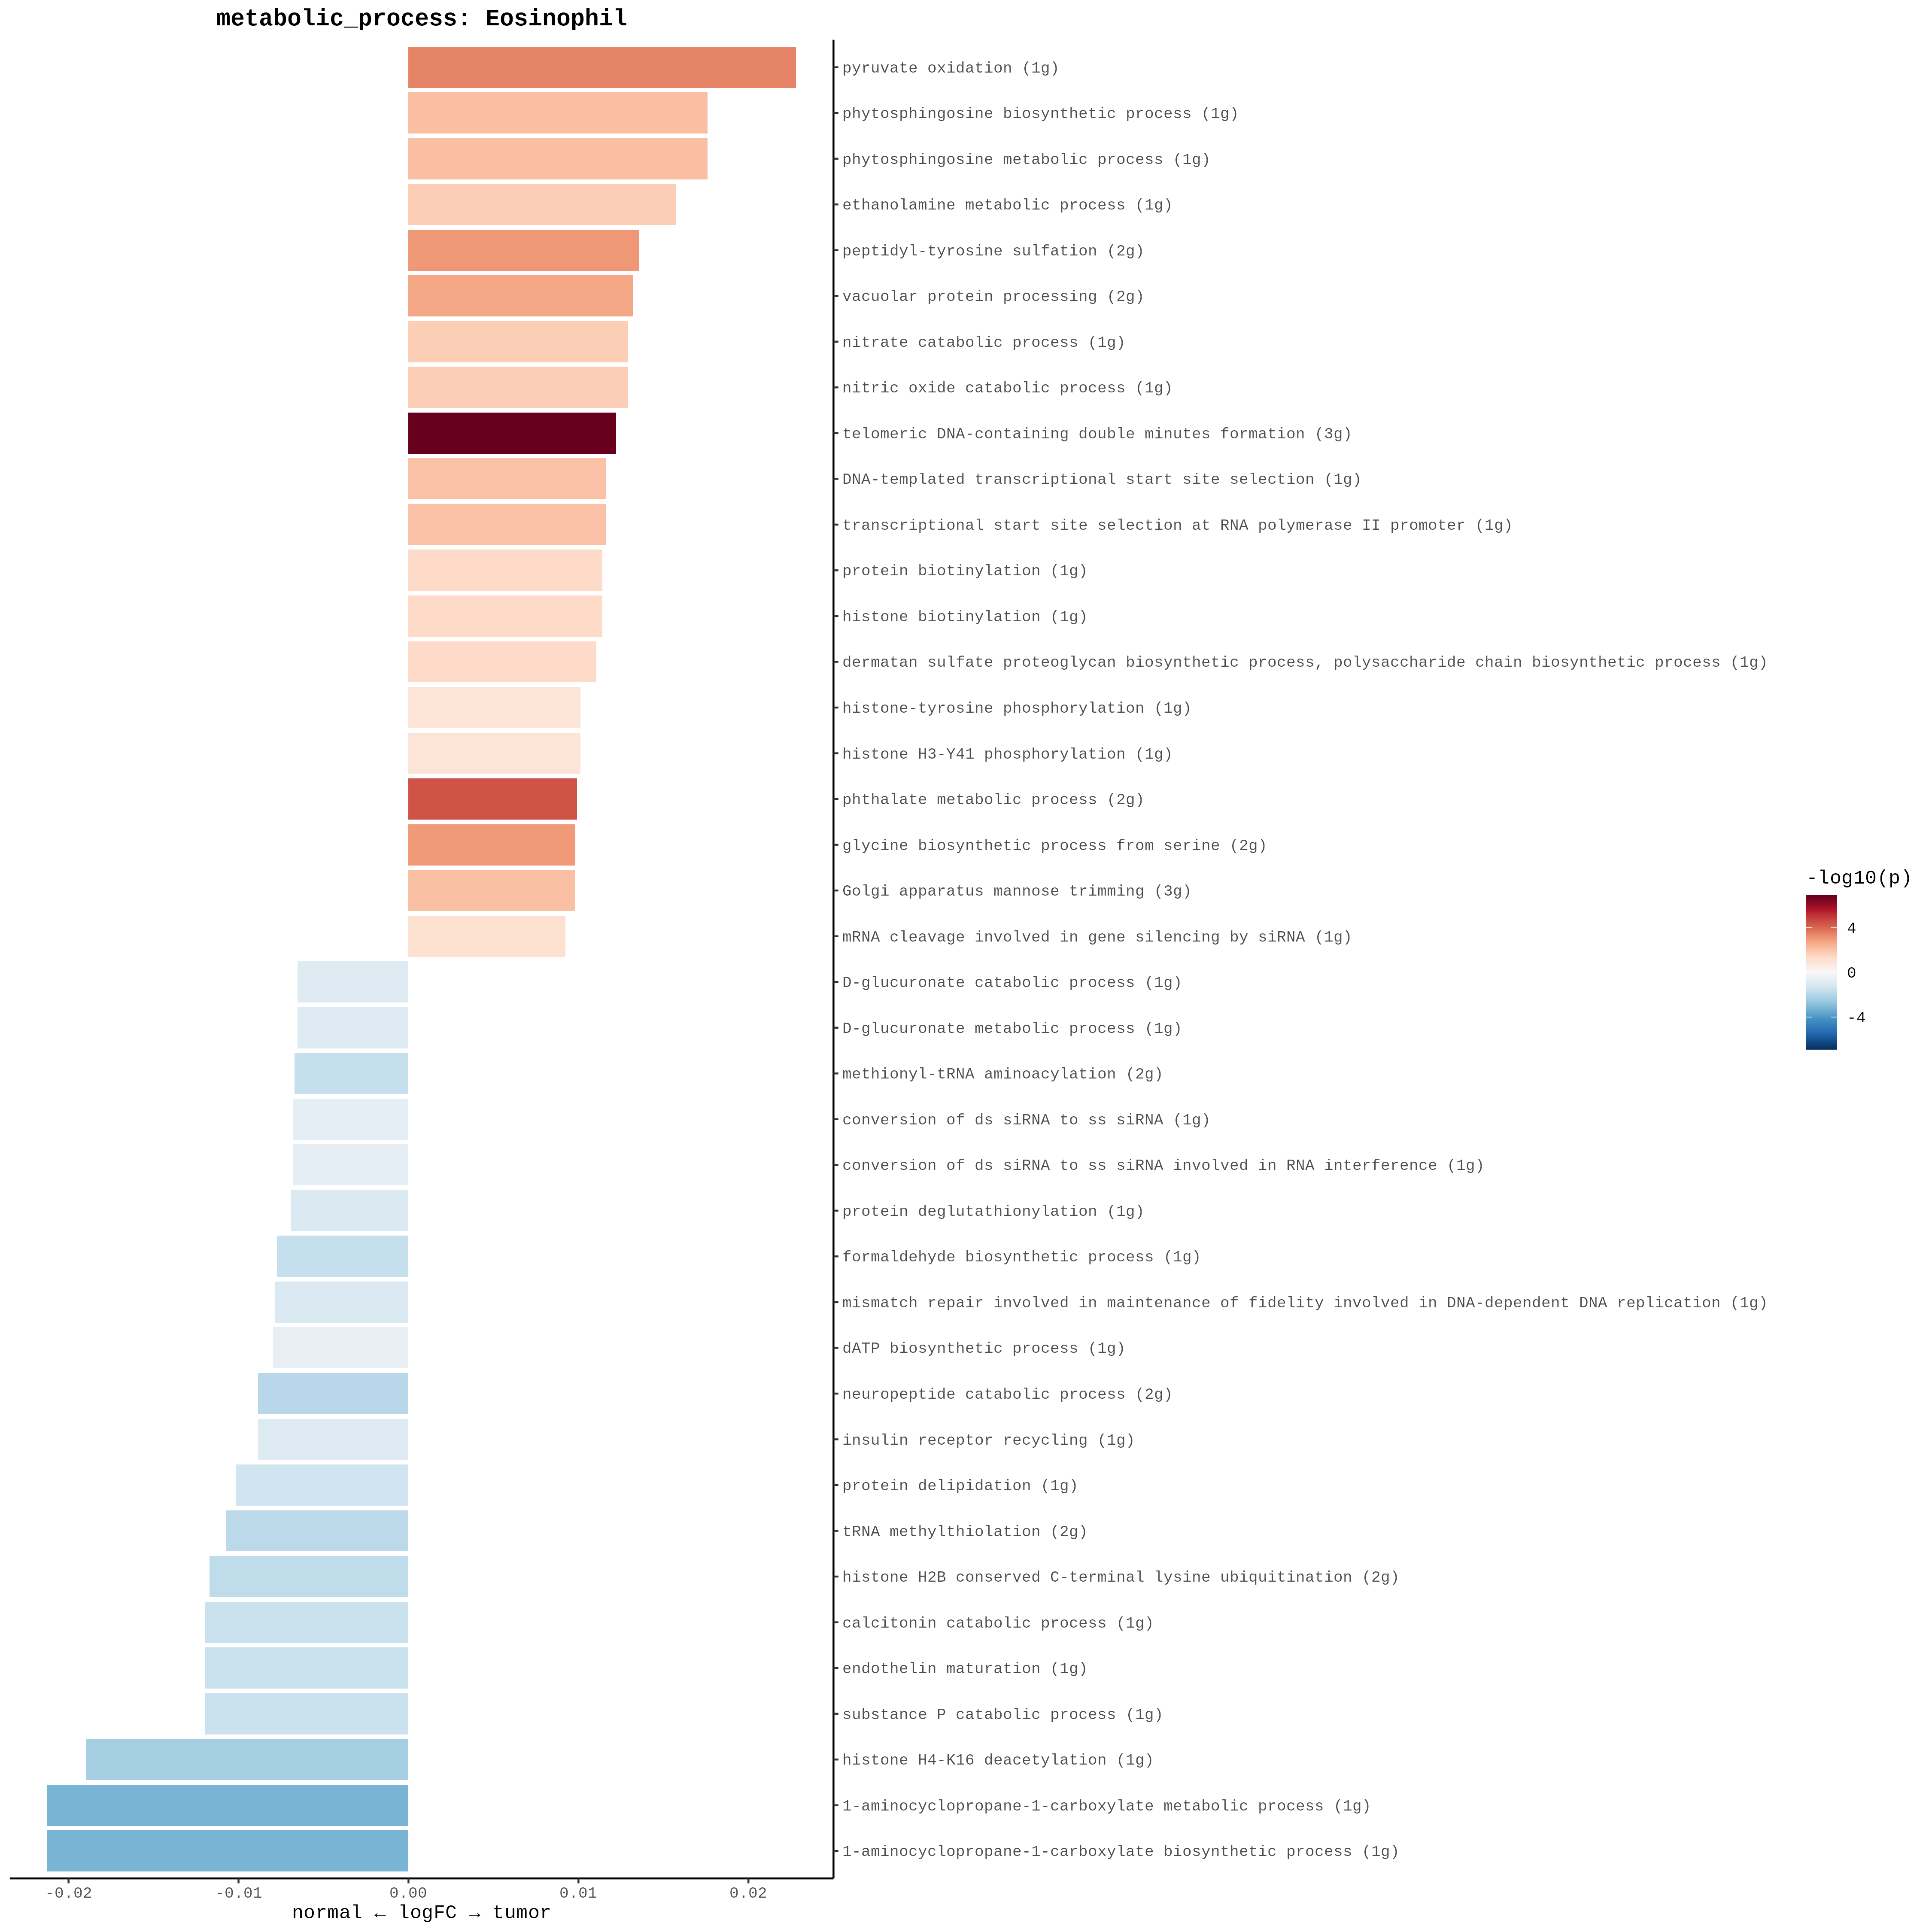 metabolic_process: Eosinophil
pyruvate oxidation (1g)
phytosphingosine biosynthetic process (1g)
phytosphingosine metabolic process (1g)
ethanolamine metabolic process (1g)
peptidyl-tyrosine sulfation (2g)
vacuolar protein processing (2g)
nitrate catabolic process (1g)
nitric oxide catabolic process (1g)
telomeric DNA-containing double minutes formation (3g)
DNA-templated transcriptional start site selection (1g)
transcriptional start site selection at RNA polymerase II promoter (1g)
protein biotinylation (1g)
histone biotinylation (1g)
dermatan sulfate proteoglycan biosynthetic process, polysaccharide chain biosynthetic process (1g)
histone-tyrosine phosphorylation (1g)
histone H3-Y41 phosphorylation (1g)
phthalate metabolic process (2g)
glycine biosynthetic process from serine (2g)
Golgi apparatus mannose trimming (3g)
mRNA cleavage involved in gene silencing by siRNA (1g)
D-glucuronate catabolic process (1g)
D-glucuronate metabolic process (1g)
methionyl-tRNA aminoacylation (2g)
conversion of ds siRNA to ss siRNA (1g)
conversion of ds siRNA to ss siRNA involved in RNA interference (1g)
protein deglutathionylation (1g)
formaldehyde biosynthetic process (1g)
mismatch repair involved in maintenance of fidelity involved in DNA-dependent DNA replication (1g)
dATP biosynthetic process (1g)
neuropeptide catabolic process (2g)
insulin receptor recycling (1g)
protein delipidation (1g)
tRNA methylthiolation (2g)
histone H2B conserved C-terminal lysine ubiquitination (2g)
calcitonin catabolic process (1g)
endothelin maturation (1g)
substance P catabolic process (1g)
histone H4-K16 deacetylation (1g)
1-aminocyclopropane-1-carboxylate metabolic process (1g)
1-aminocyclopropane-1-carboxylate biosynthetic process (1g)
-0.02 -0.01 0.00 0.01 0.02
normal ← logFC → tumor
-log10(p)
4
0
-4